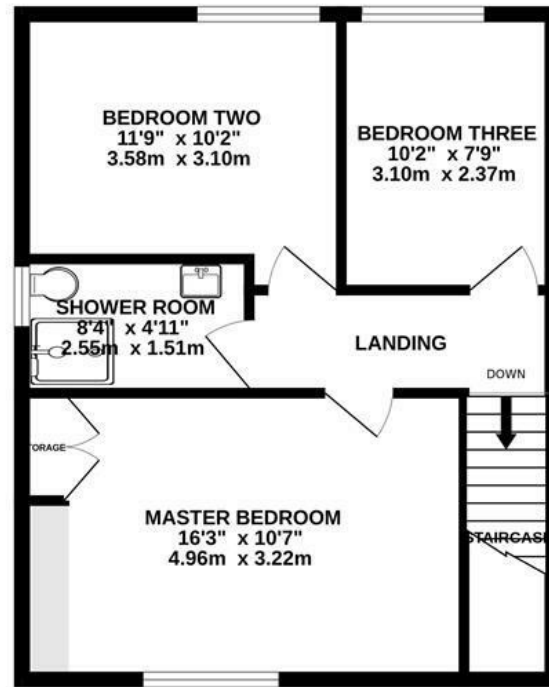 BEDROOM TWO
11'9" x 10'2"
3.58m x 3.10m
BEDROOM THREE
10'2" x 7'9"
3.10m x 2.37m
SHOWER ROOM
8'4" x 4'11"
2.55m x 1.51m
LANDING
DOWN
ORAGE
MASTER BEDROOM
16'3" x 10'7"
4.96m x 3.22m
STAIRCASE